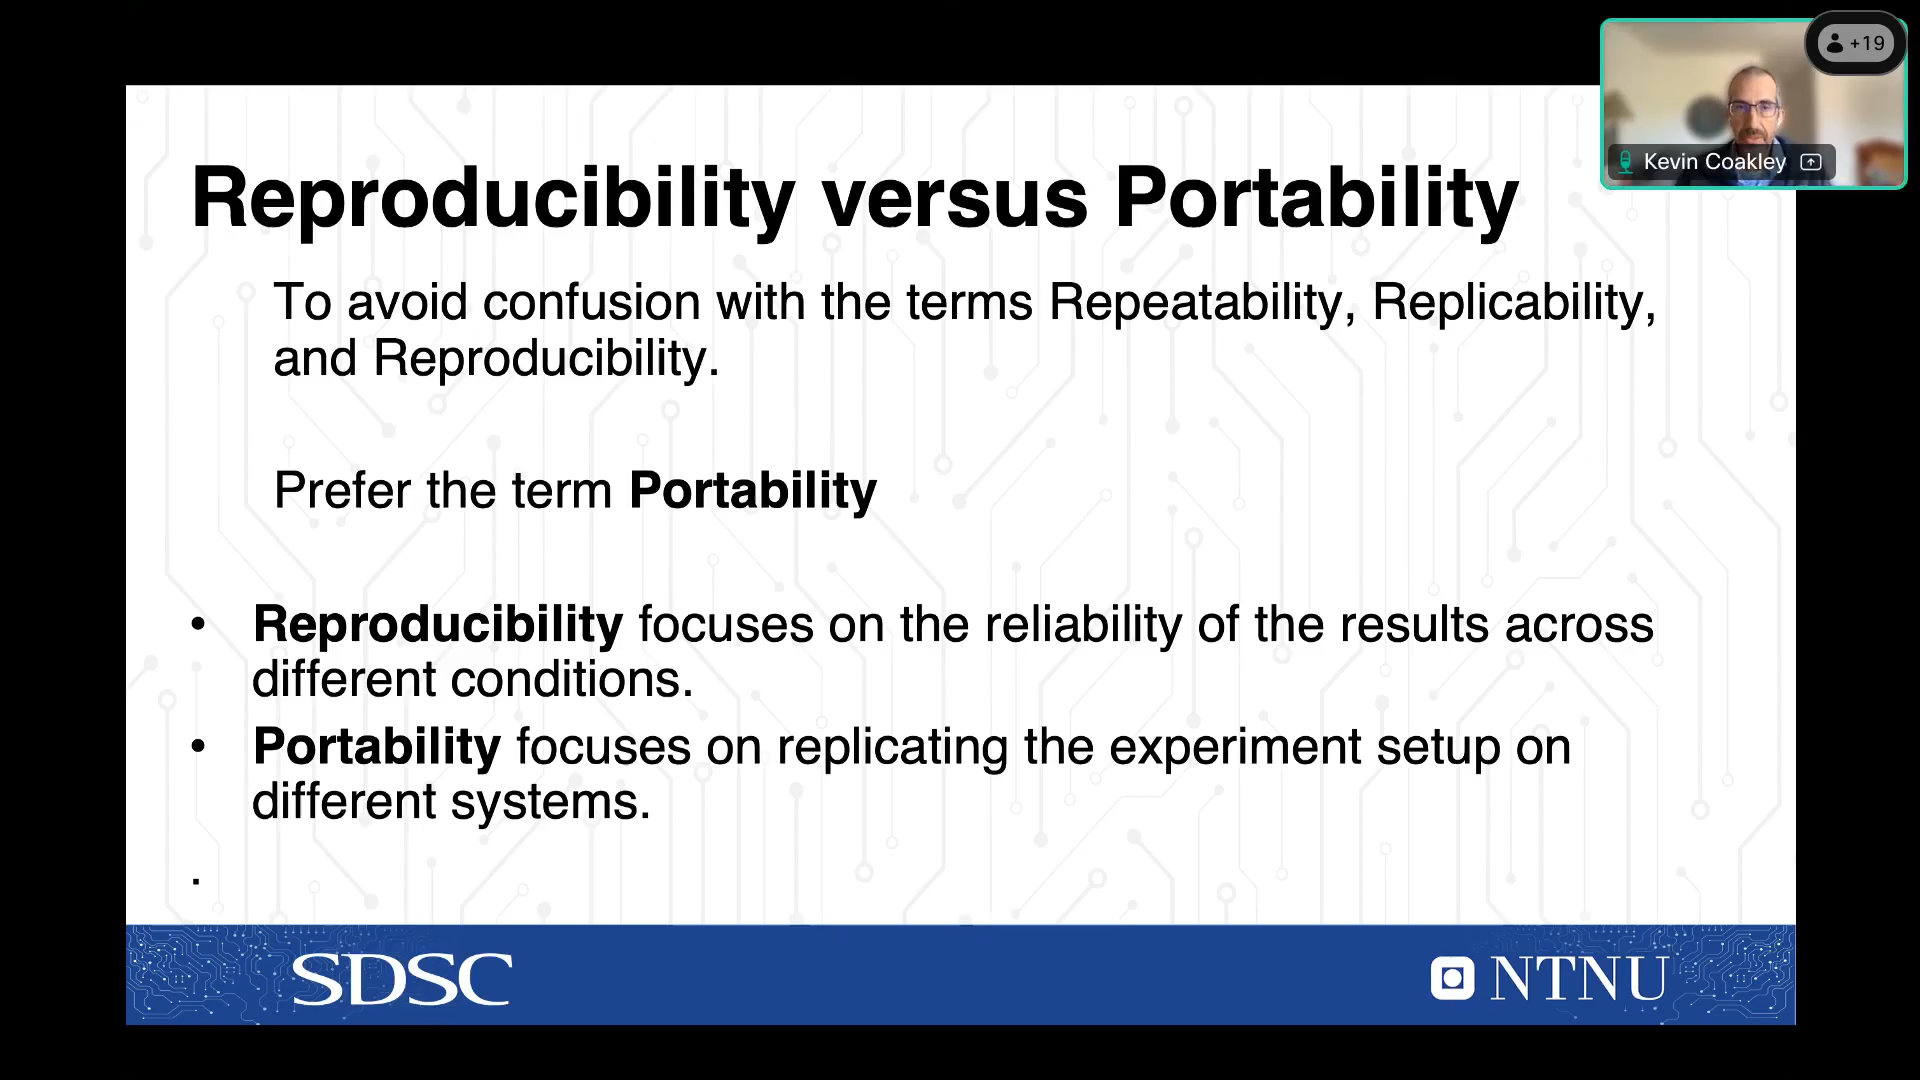 +19
Kevin Coakley
Reproducibility versus Portability
To avoid confusion with the terms Repeatability, Replicability,
and Reproducibility.
Prefer the term Portability
• Reproducibility focuses on the reliability of the results across
different conditions.
• Portability focuses on replicating the experiment setup on
different systems.
.
SDSC
NTNU